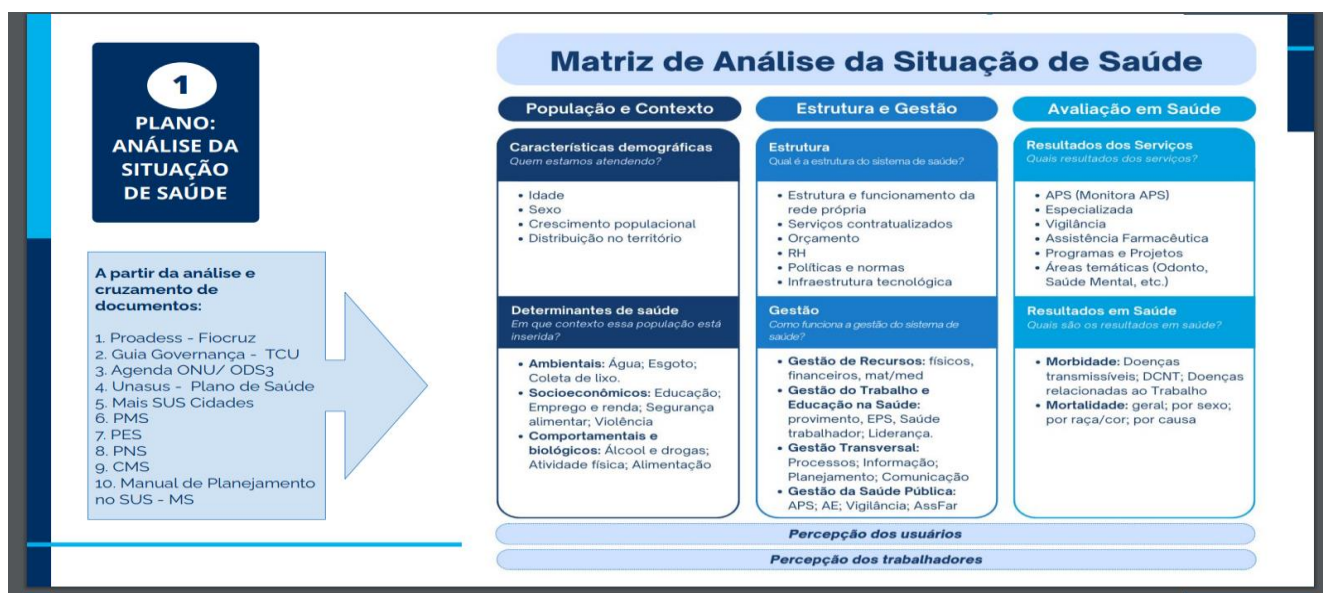 1
PLANO:
ANÁLISE DA
SITUAÇÃO
DE SAÚDE
A partir da análise e
cruzamento de
documentos:
1. Proadess - Fiocruz
2. Guia Governança - TCU
3. Agenda ONU/ ODS3
4. Unasus - Plano de Saúde
5. Mais SUS Cidades
6. PMS
7. PES
8. PNS
9. CMS
10. Manual de Planejamento
no SUS - MS
Matriz de Análise da Situação de Saúde
População e Contexto
Características demográficas
Quem estamos atendendo?
• Idade
• Sexo
• Crescimento populacional
• Distribuição no território
Determinantes de saúde
Em que contexto essa população está
inserida?
• Ambientais: Água; Esgoto;
Coleta de lixo.
• Socioeconômicos: Educação;
Emprego e renda; Segurança
alimentar; Violência
• Comportamentais e
biológicos: Álcool e drogas;
Atividade física; Alimentação
Estrutura e Gestão
Estrutura
Qual é a estrutura do sistema de saúde?
• Estrutura e funcionamento da
rede própria
• Serviços contratualizados
• Orçamento
• RH
• Políticas e normas
• Infraestrutura tecnológica
Gestão
Como funciona a gestão do sistema de
saúde?
• Gestão de Recursos: físicos,
financeiros, mat/med
• Gestão do Trabalho e
Educação na Saúde:
provimento, EPS, Saúde
trabalhador; Liderança.
• Gestão Transversal:
Processos; Informação;
Planejamento; Comunicação
• Gestão da Saúde Pública:
APS; AE; Vigilância; AssFar
Avaliação em Saúde
Resultados dos Serviços
Quais resultados dos serviços?
• APS (Monitora APS)
• Especializada
• Vigilância
• Assistência Farmacêutica
• Programas e Projetos
• Áreas temáticas (Odonto,
Saúde Mental, etc.)
Resultados em Saúde
Quais são os resultados em saúde?
• Morbidade: Doenças
transmissíveis; DCNT; Doenças
relacionadas ao Trabalho
• Mortalidade: geral; por sexo;
por raça/cor; por causa
Percepção dos usuários
Percepção dos trabalhadores